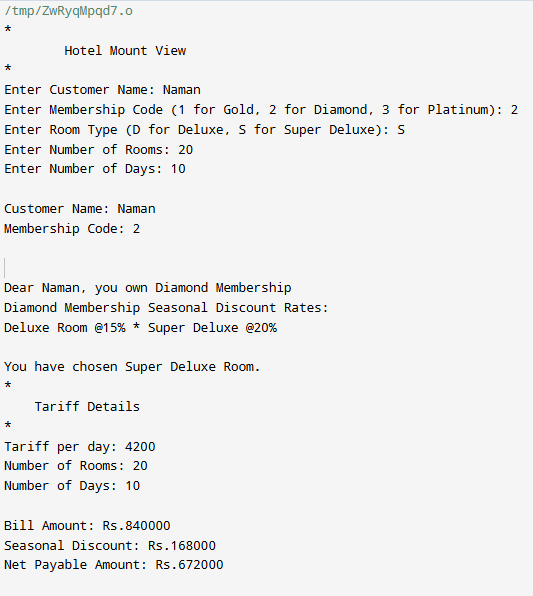 /tmp/ZwRyqMpqd7.o
*
Hotel Mount View
*
Enter Customer Name: Naman
Enter Membership Code (1 for Gold, 2 for Diamond, 3 for Platinum): 2
Enter Room Type (D for Deluxe, S for Super Deluxe): S
Enter Number of Rooms: 20
Enter Number of Days: 10
Customer Name: Naman
Membership Code: 2
Dear Naman, you own Diamond Membership
Diamond Membership Seasonal Discount Rates:
Deluxe Room @15% * Super Deluxe @20%
You have chosen Super Deluxe Room.
*
Tariff Details
*
Tariff per day: 4200
Number of Rooms: 20
Number of Days: 10
Bill Amount: Rs.840000
Seasonal Discount: Rs.168000
Net Payable Amount: Rs.672000